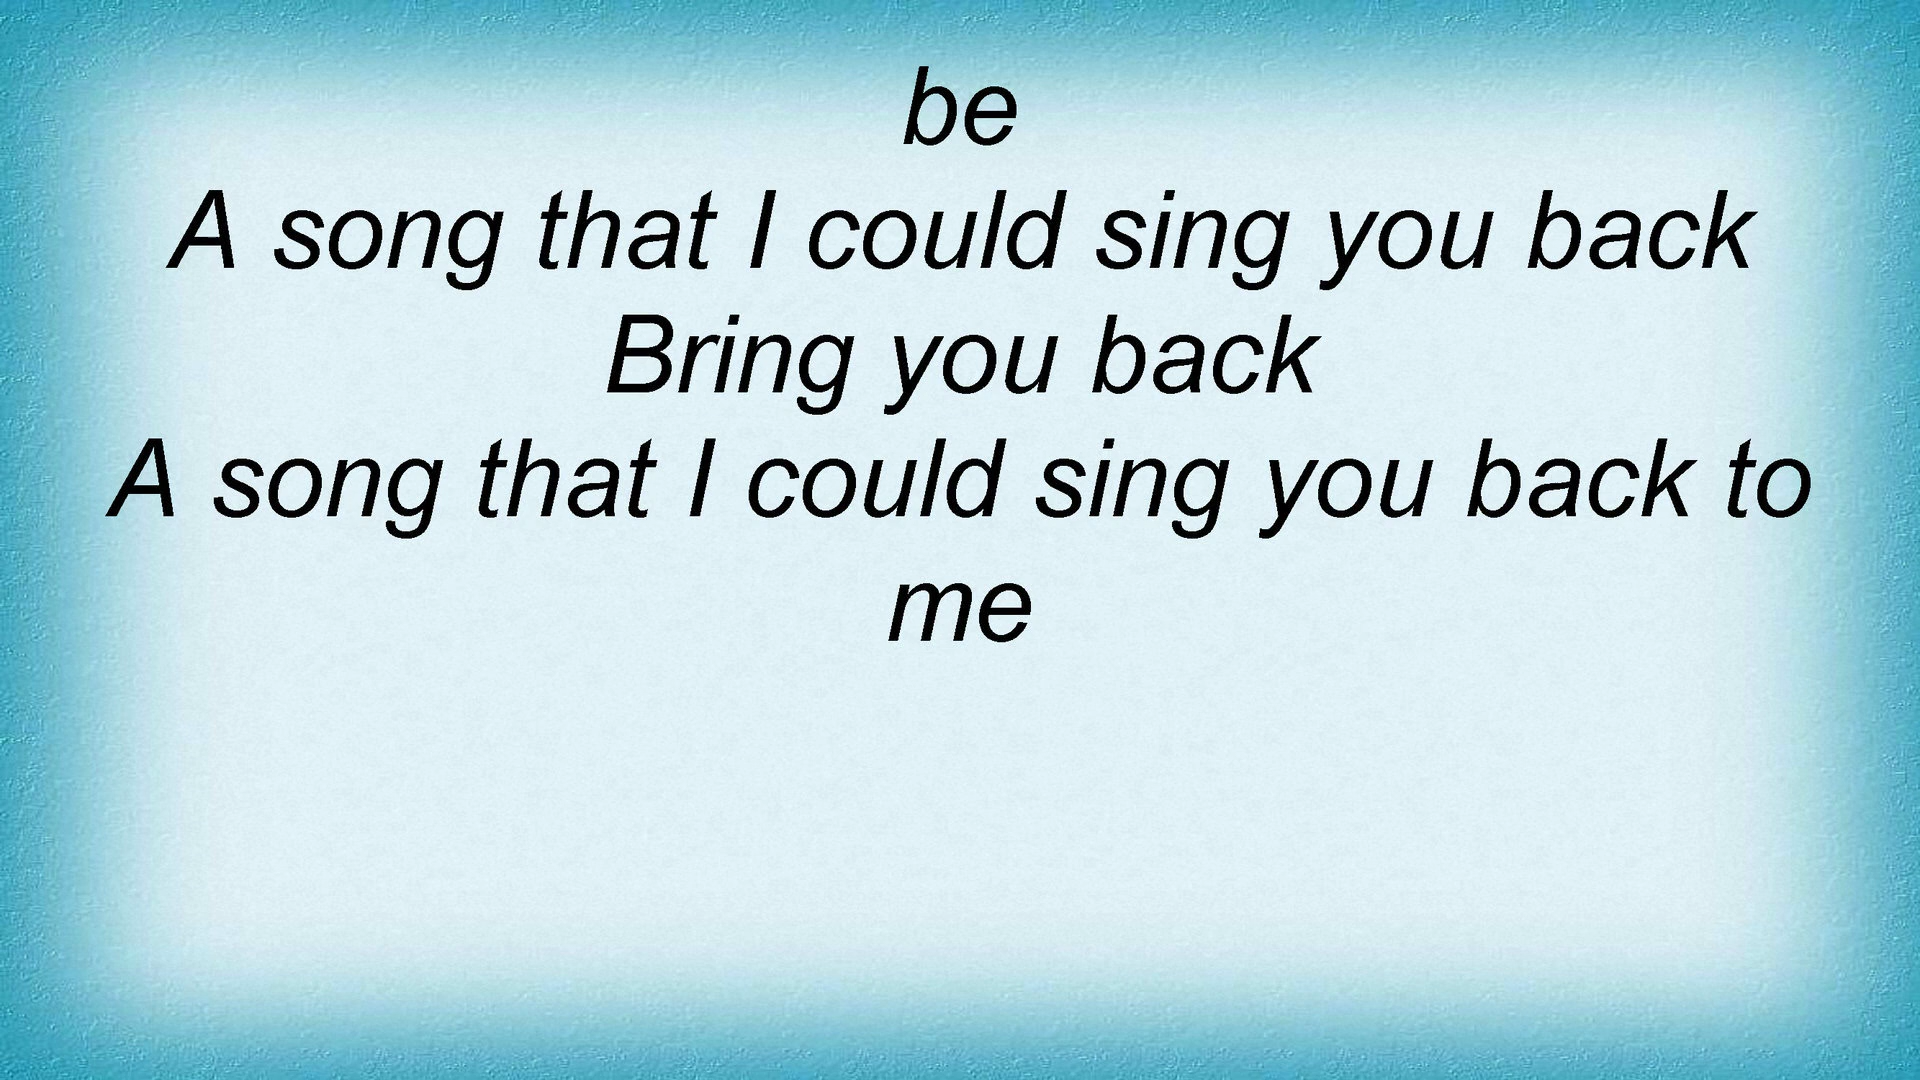 be
A song that I could sing you back
Bring you back
A song that I could sing you back to
me